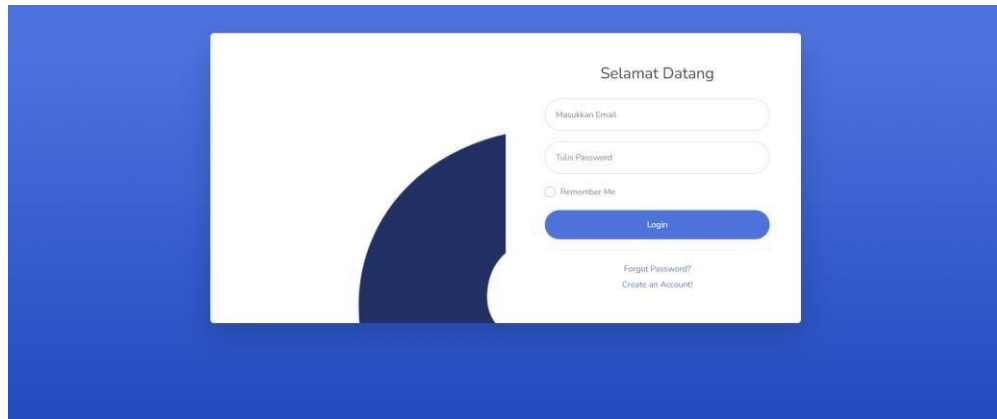 Selamat Datang
Masukkan Email
Tulis Password
Remember Me
Login
Forgot Password?
Create an Account!